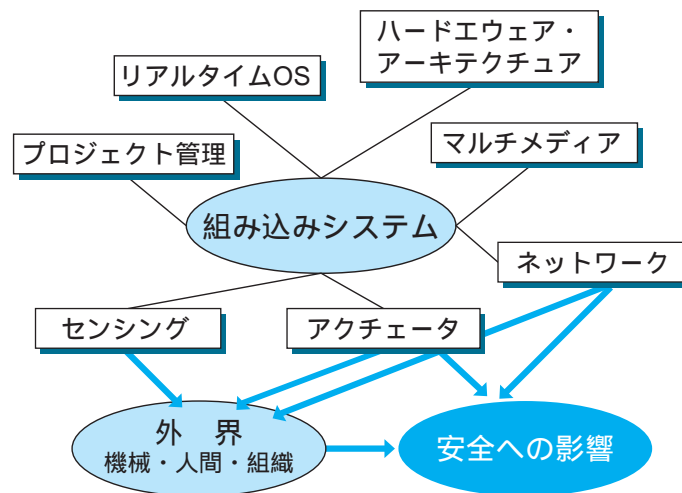 ハードエウェア・
アーキテクチュア
リアルタイムOS
プロジェクト管理
マルチメディア
組み込みシステム
ネットワーク
センシング
アクチェータ
外 界
機械・人間・組織
安全への影響